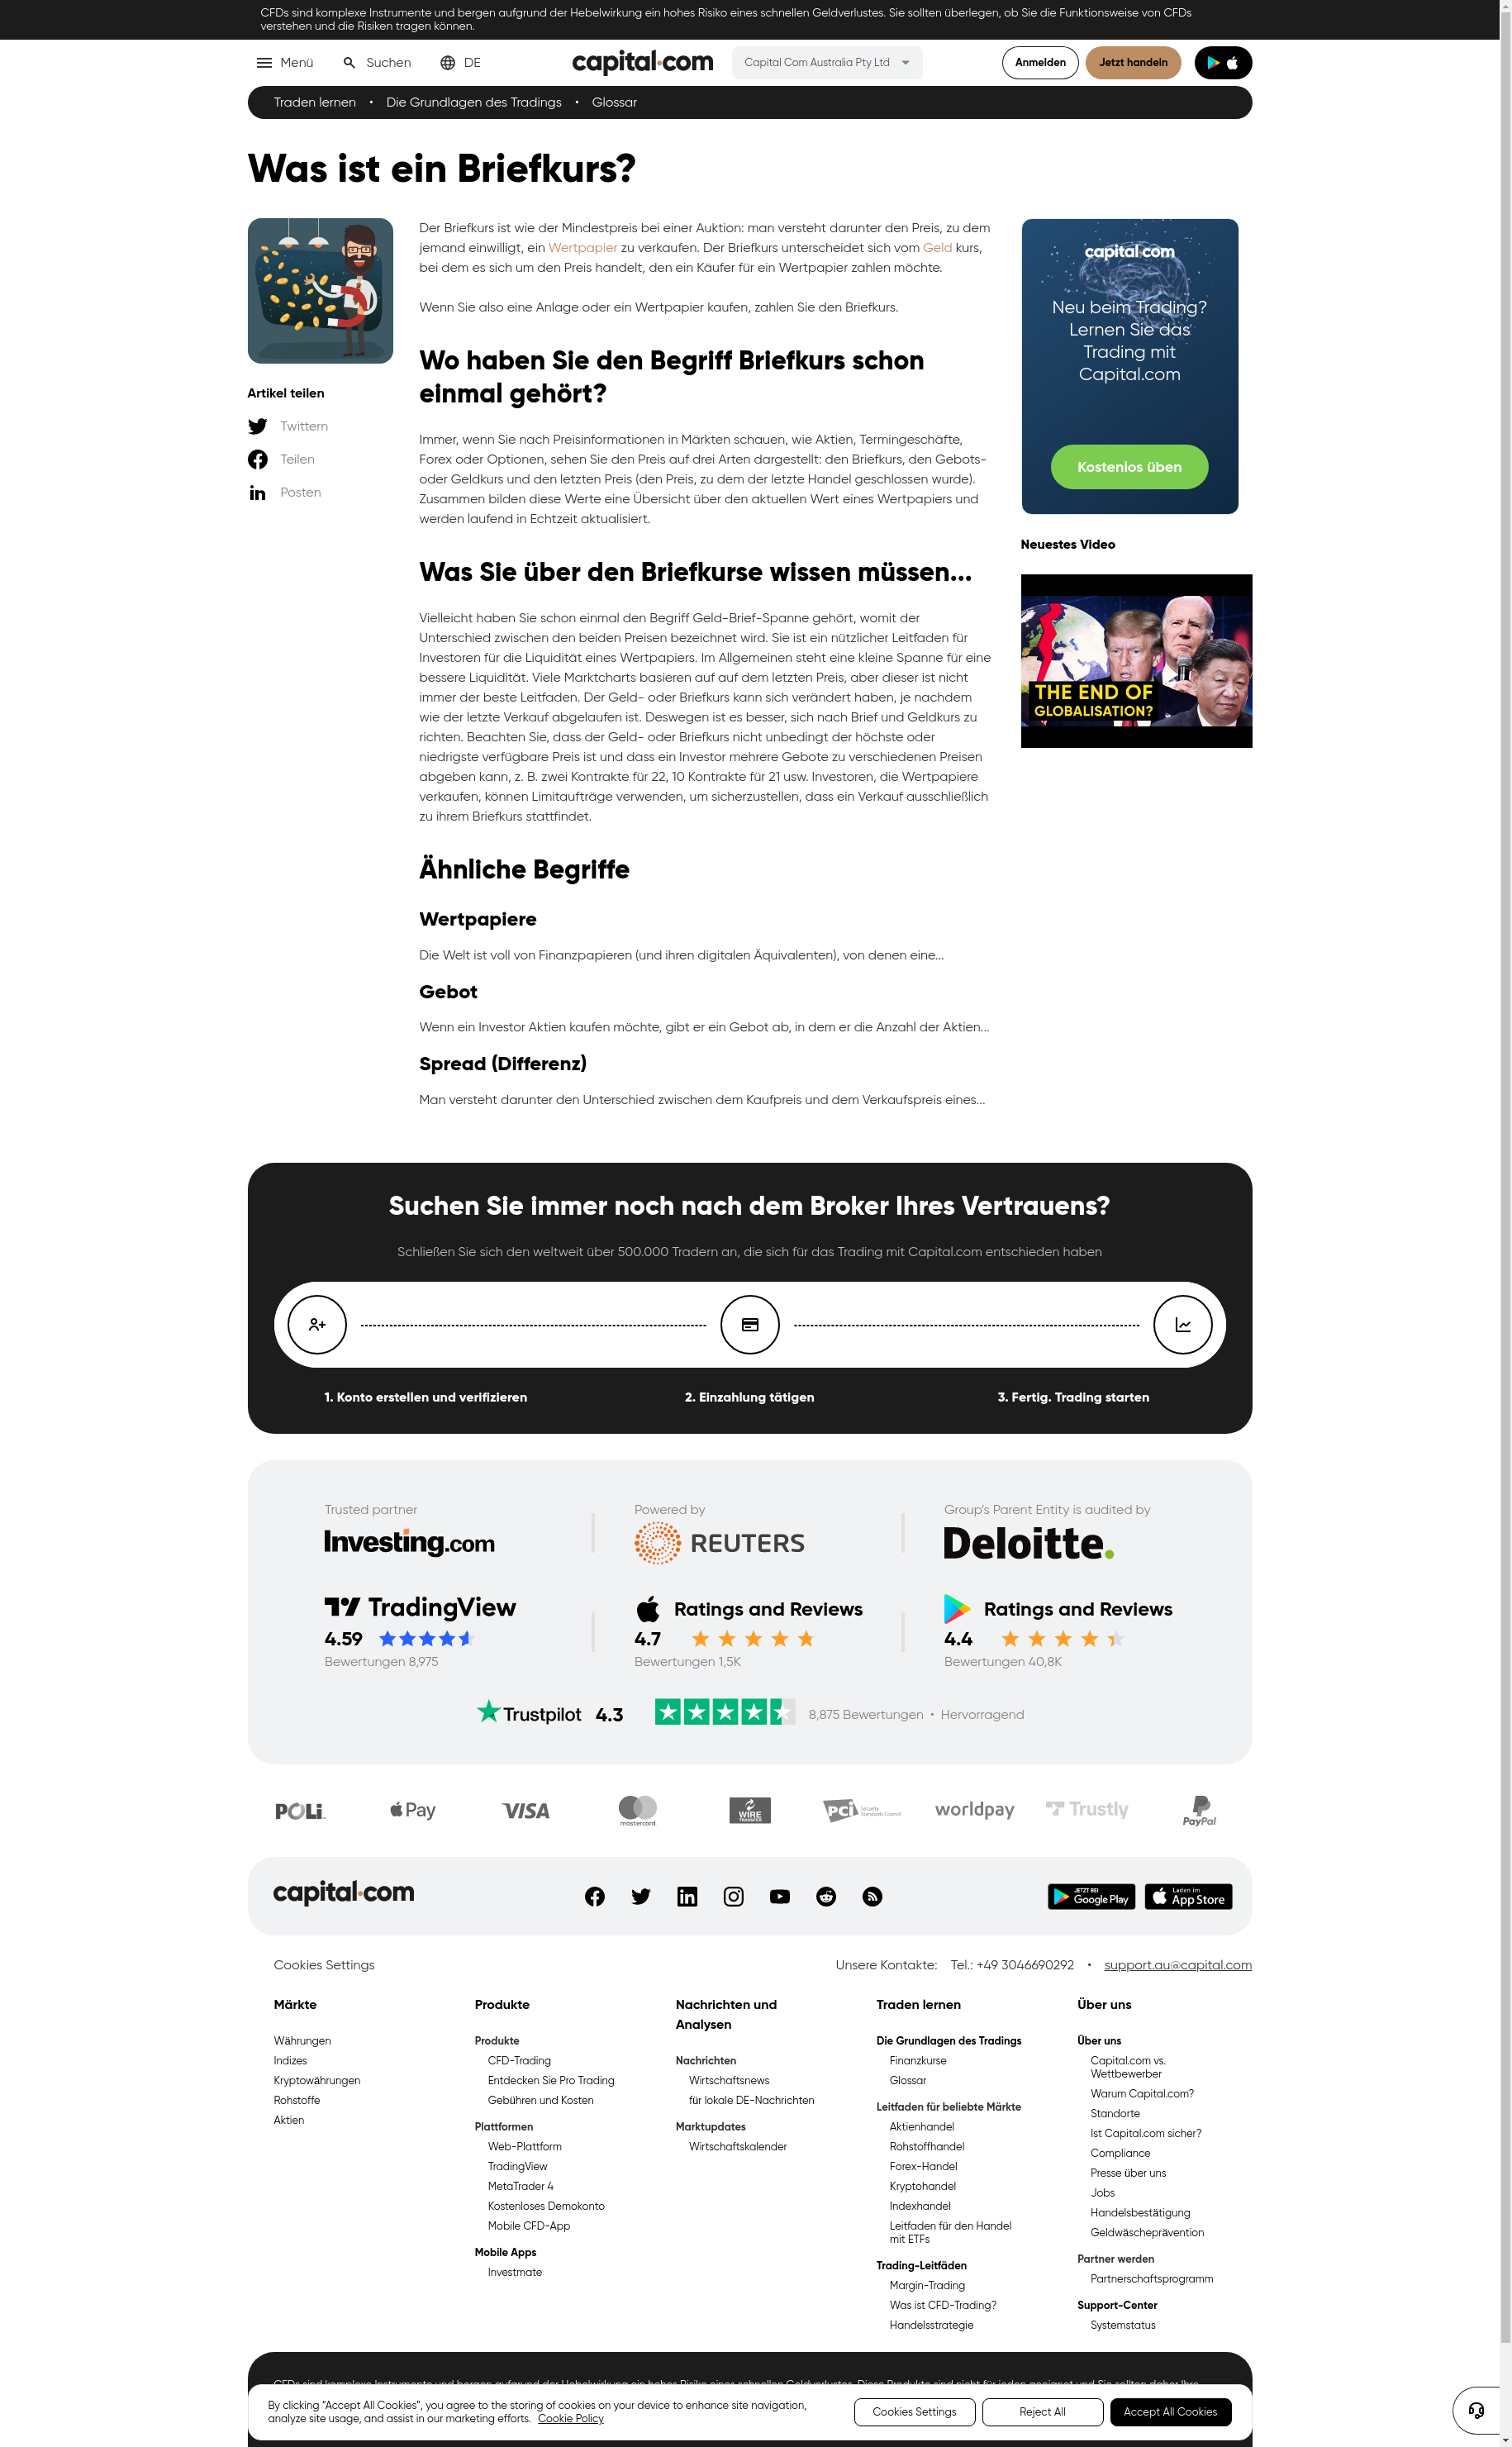 CFDs sind komplexe Instrumente und bergen aufgrund der Hebelwirkung ein hohes Risiko eines schnellen Geldverlustes. Sie sollten überlegen, ob Sie die Funktionsweise von CFDs
verstehen und die Risiken tragen können.
Menü
Suchen
DE
capital.com
Capital Com Australia Pty Ltd
Anmelden
Jetzt handeln
Traden lernen • Die Grundlagen des Tradings • Glossar
Was ist ein Briefkurs?
Artikel teilen
Twittern
Teilen
Posten
Der Briefkurs ist wie der Mindestpreis bei einer Auktion: man versteht darunter den Preis, zu dem
jemand einwilligt, ein Wertpapier zu verkaufen. Der Briefkurs unterscheidet sich vom Geld kurs,
bei dem es sich um den Preis handelt, den ein Käufer für ein Wertpapier zahlen möchte.
Wenn Sie also eine Anlage oder ein Wertpapier kaufen, zahlen Sie den Briefkurs.
Wo haben Sie den Begriff Briefkurs schon
einmal gehört?
Immer, wenn Sie nach Preisinformationen in Märkten schauen, wie Aktien, Termingeschäfte,
Forex oder Optionen, sehen Sie den Preis auf drei Arten dargestellt: den Briefkurs, den Gebots-
oder Geldkurs und den letzten Preis (den Preis, zu dem der letzte Handel geschlossen wurde).
Zusammen bilden diese Werte eine Übersicht über den aktuellen Wert eines Wertpapiers und
werden laufend in Echtzeit aktualisiert.
Was Sie über den Briefkurse wissen müssen...
Vielleicht haben Sie schon einmal den Begriff Geld-Brief-Spanne gehört, womit der
Unterschied zwischen den beiden Preisen bezeichnet wird. Sie ist ein nützlicher Leitfaden für
Investoren für die Liquidität eines Wertpapiers. Im Allgemeinen steht eine kleine Spanne für eine
bessere Liquidität. Viele Marktcharts basieren auf auf dem letzten Preis, aber dieser ist nicht
immer der beste Leitfaden. Der Geld- oder Briefkurs kann sich verändert haben, je nachdem
wie der letzte Verkauf abgelaufen ist. Deswegen ist es besser, sich nach Brief und Geldkurs zu
richten. Beachten Sie, dass der Geld- oder Briefkurs nicht unbedingt der höchste oder
niedrigste verfügbare Preis ist und dass ein Investor mehrere Gebote zu verschiedenen Preisen
abgeben kann, z. B. zwei Kontrakte für 22, 10 Kontrakte für 21 usw. Investoren, die Wertpapiere
verkaufen, können Limitaufträge verwenden, um sicherzustellen, dass ein Verkauf ausschließlich
zu ihrem Briefkurs stattfindet.
Ähnliche Begriffe
Wertpapiere
Die Welt ist voll von Finanzpapieren (und ihren digitalen Äquivalenten), von denen eine...
Gebot
Wenn ein Investor Aktien kaufen möchte, gibt er ein Gebot ab, in dem er die Anzahl der Aktien...
Spread (Differenz)
Man versteht darunter den Unterschied zwischen dem Kaufpreis und dem Verkaufspreis eines...
capital.com
Neu beim Trading?
Lernen Sie das
Trading mit
Capital.com
Kostenlos üben
Neuestes Video
THE END OF
GLOBALISATION?
Suchen Sie immer noch nach dem Broker Ihres Vertrauens?
Schließen Sie sich den weltweit über 500.000 Tradern an, die sich für das Trading mit Capital.com entschieden haben
1. Konto erstellen und verifizieren
2. Einzahlung tätigen
3. Fertig. Trading starten
Trusted partner
Investing.com
Powered by
REUTERS
Group's Parent Entity is audited by
Deloitte.
TradingView
4.59
Bewertungen 8,975
Ratings and Reviews
4.7
Bewertungen 1,5K
Ratings and Reviews
4.4
Bewertungen 40,8K
Trustpilot 4.3
8,875 Bewertungen • Hervorragend
POLi
Apple Pay
VISA
mastercard
WIRE
TRANSFER
PCI Security
Standards Council
worldpay
Trustly
PayPal
capital.com
JETZT BEI
Google Play
Laden im
App Store
Cookies Settings
Unsere Kontakte: Tel.: +49 3046690292 • support.au@capital.com
Märkte
Währungen
Indizes
Kryptowährungen
Rohstoffe
Aktien
Produkte
Produkte
CFD-Trading
Entdecken Sie Pro Trading
Gebühren und Kosten
Plattformen
Web-Plattform
TradingView
MetaTrader 4
Kostenloses Demokonto
Mobile CFD-App
Mobile Apps
Investmate
Nachrichten und
Analysen
Nachrichten
Wirtschaftsnews
für lokale DE-Nachrichten
Marktupdates
Wirtschaftskalender
Traden lernen
Die Grundlagen des Tradings
Finanzkurse
Glossar
Leitfaden für beliebte Märkte
Aktienhandel
Rohstoffhandel
Forex-Handel
Kryptohandel
Indexhandel
Leitfaden für den Handel
mit ETFs
Trading-Leitfäden
Margin-Trading
Was ist CFD-Trading?
Handelsstrategie
Über uns
Über uns
Capital.com vs.
Wettbewerber
Warum Capital.com?
Standorte
Ist Capital.com sicher?
Compliance
Presse über uns
Jobs
Handelsbestätigung
Geldwäscheprävention
Partner werden
Partnerschaftsprogramm
Support-Center
Systemstatus
By clicking “Accept All Cookies”, you agree to the storing of cookies on your device to enhance site navigation,
analyze site usage, and assist in our marketing efforts. Cookie Policy
Cookies Settings
Reject All
Accept All Cookies